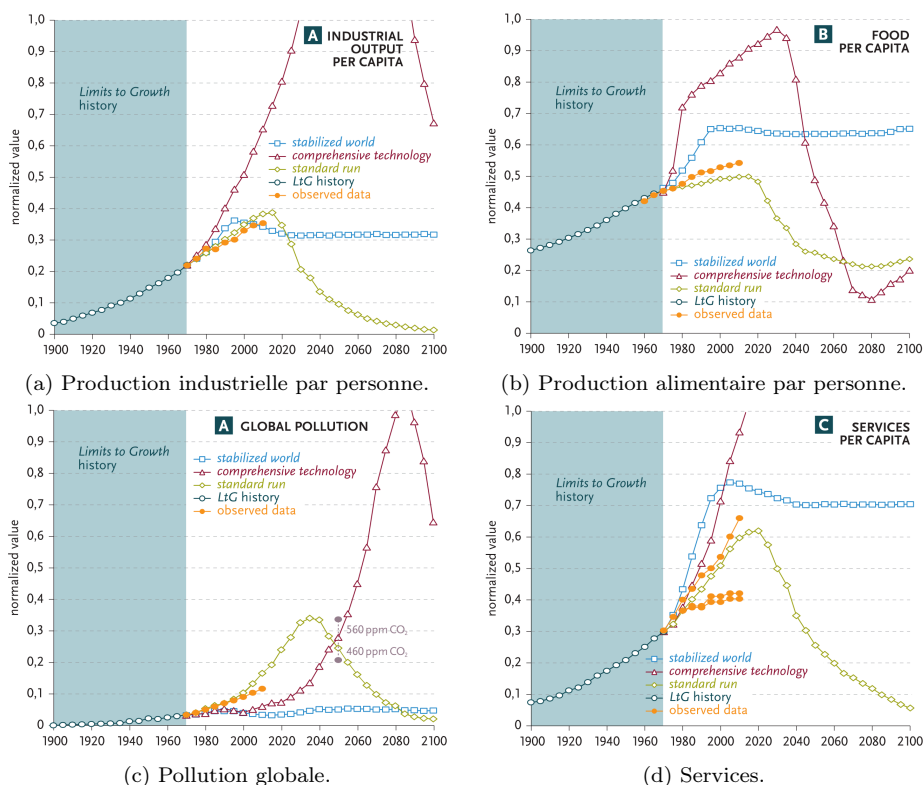 A INDUSTRIAL
OUTPUT
PER CAPITA
Limits to Growth
history
normalized value
1,0
0,9
0,8
0,7
0,6
0,5
0,4
0,3
0,2
0,1
0
stabilized world
comprehensive technology
standard run
LtG history
observed data
1900 1920 1940 1960 1980 2000 2020 2040 2060 2080 2100
(a) Production industrielle par personne.
B FOOD
PER CAPITA
Limits to Growth
history
normalized value
1,0
0,9
0,8
0,7
0,6
0,5
0,4
0,3
0,2
0,1
0
stabilized world
comprehensive technology
standard run
LtG history
observed data
1900 1920 1940 1960 1980 2000 2020 2040 2060 2080 2100
(b) Production alimentaire par personne.
A GLOBAL POLLUTION
Limits to Growth
history
normalized value
1,0
0,9
0,8
0,7
0,6
0,5
0,4
0,3
0,2
0,1
0
stabilized world
comprehensive technology
standard run
LtG history
observed data
560 ppm CO₂
460 ppm CO₂
1900 1920 1940 1960 1980 2000 2020 2040 2060 2080 2100
(c) Pollution globale.
C SERVICES
PER CAPITA
Limits to Growth
history
normalized value
1,0
0,9
0,8
0,7
0,6
0,5
0,4
0,3
0,2
0,1
0
stabilized world
comprehensive technology
standard run
LtG history
observed data
1900 1920 1940 1960 1980 2000 2020 2040 2060 2080 2100
(d) Services.